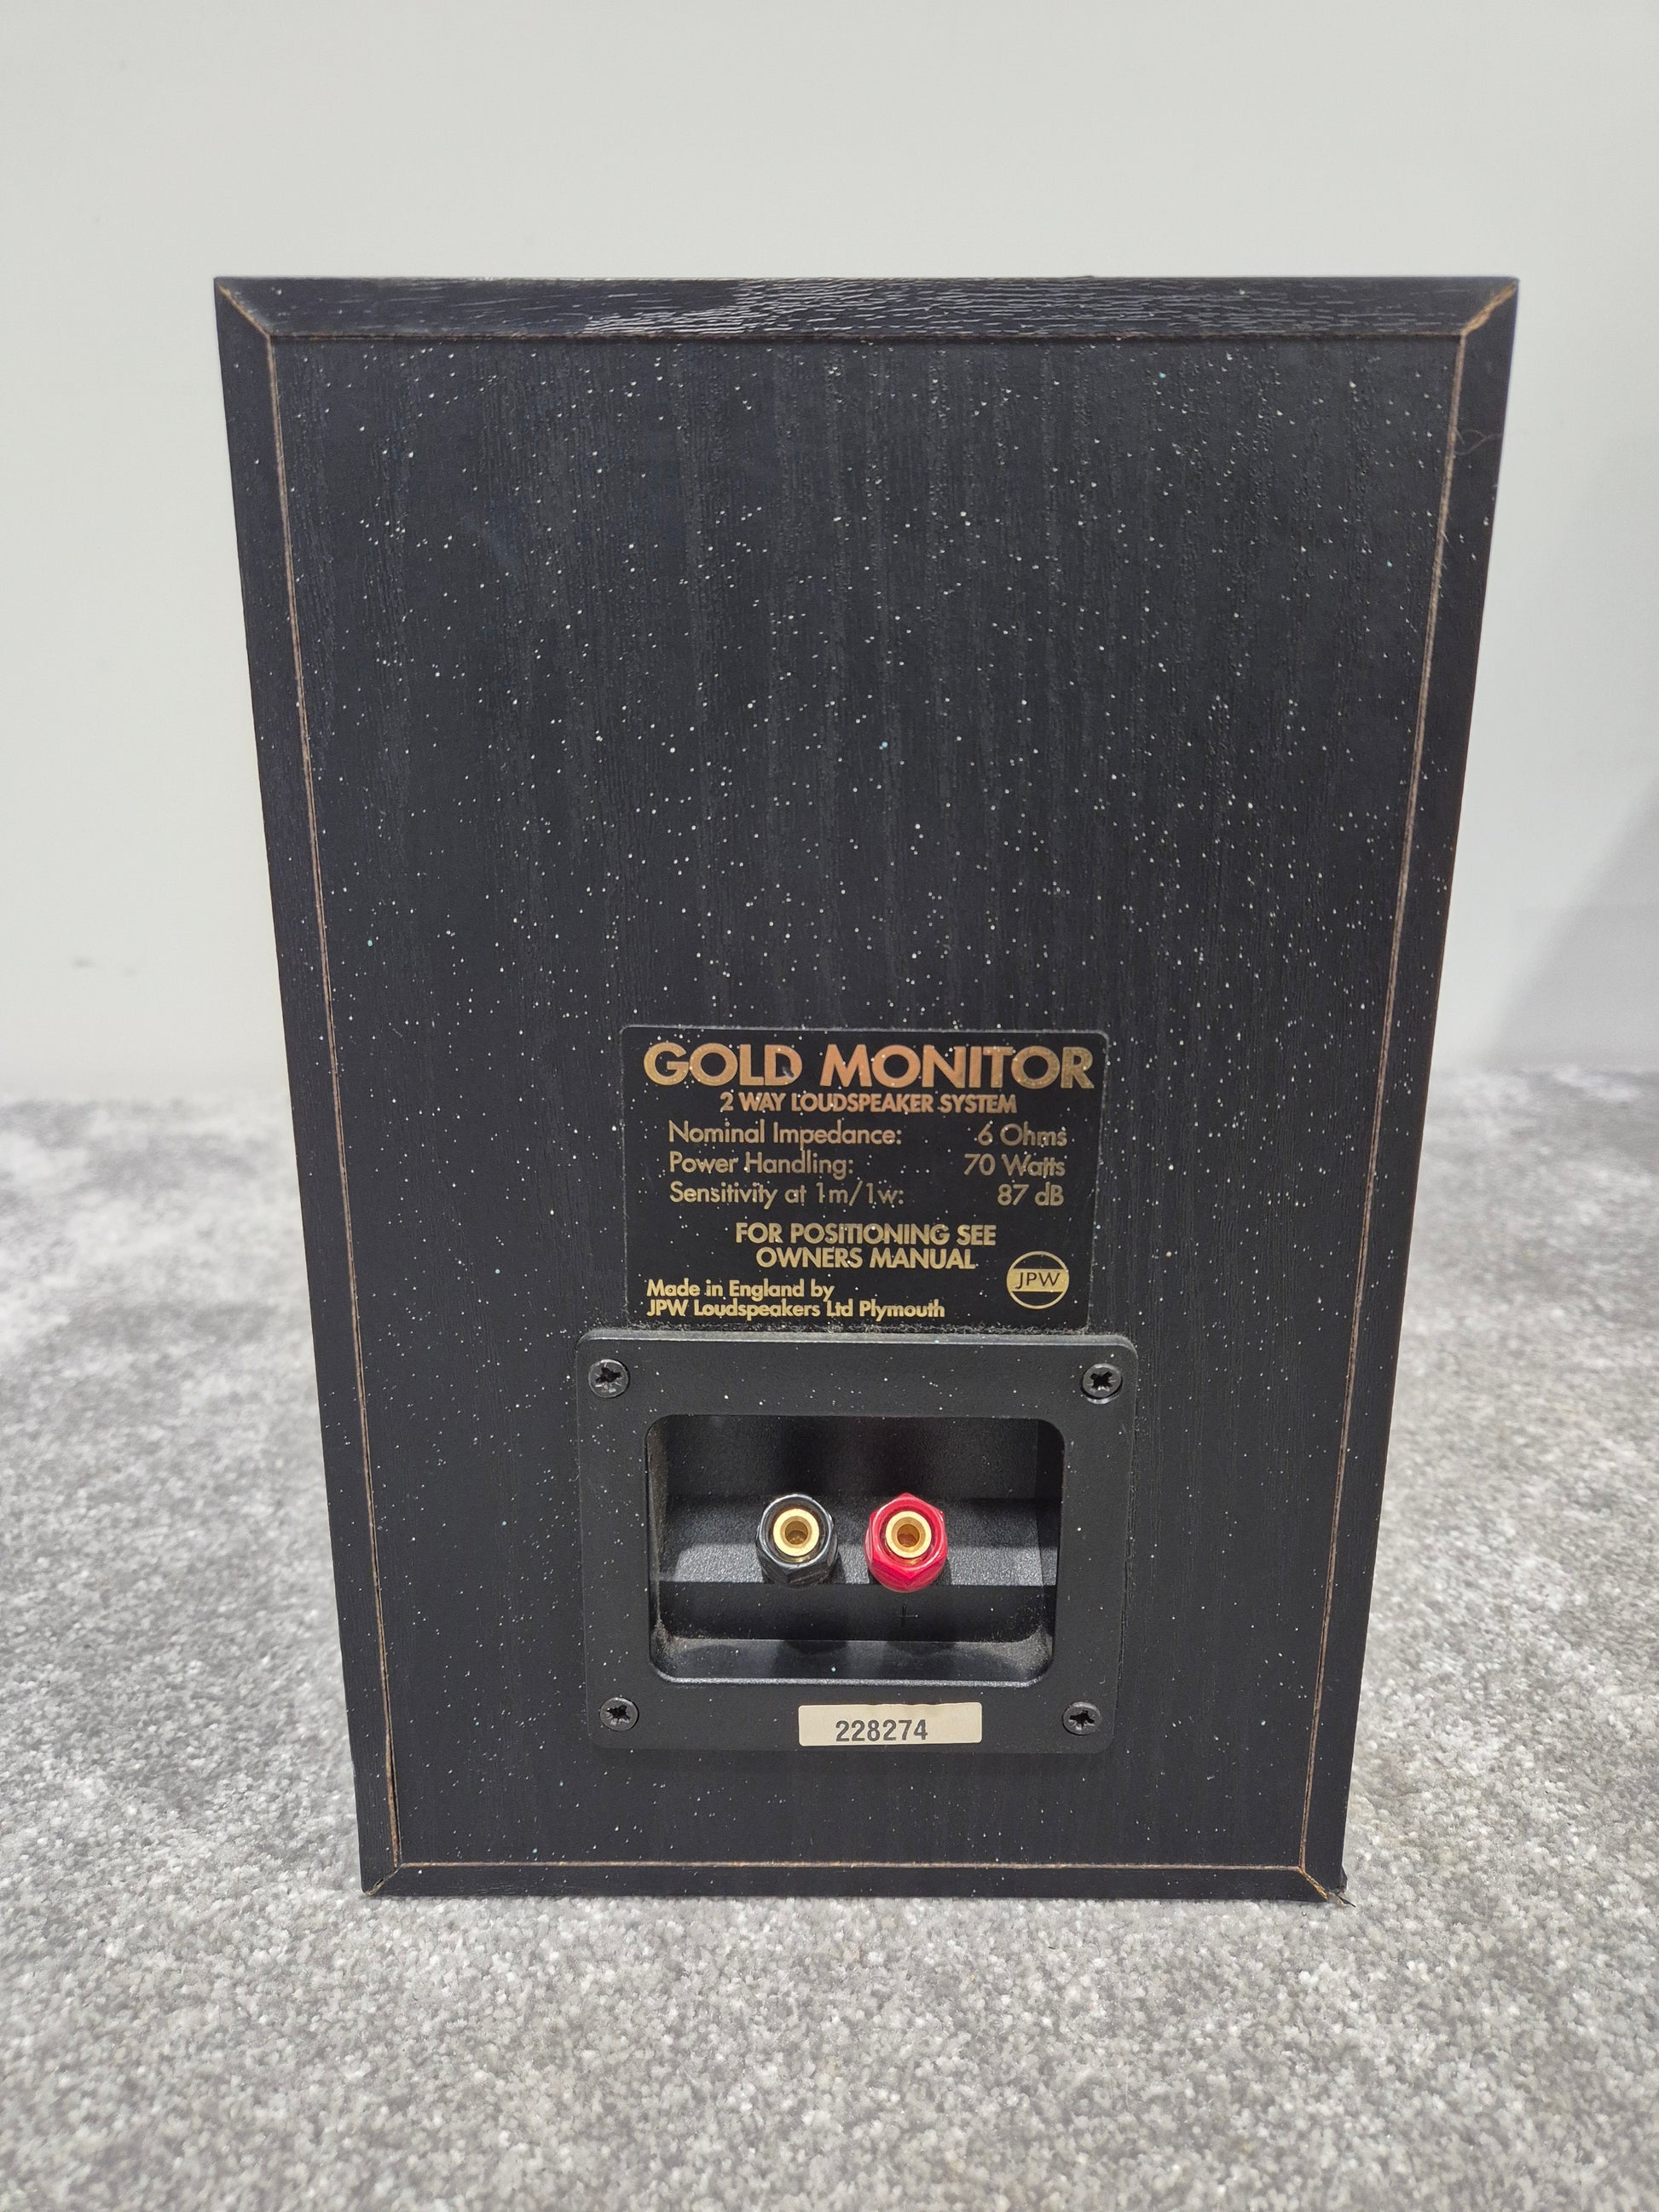 GOLD MONITOR
2 WAY LOUDSPEAKER SYSTEM
Nominal Impedance: 6 Ohms
Power Handling: 70 Watts
Sensitivity at 1m/1w: 87 dB
FOR POSITIONING SEE
OWNERS MANUAL
JPW
Made in England by
JPW Loudspeakers Ltd Plymouth
+
228274